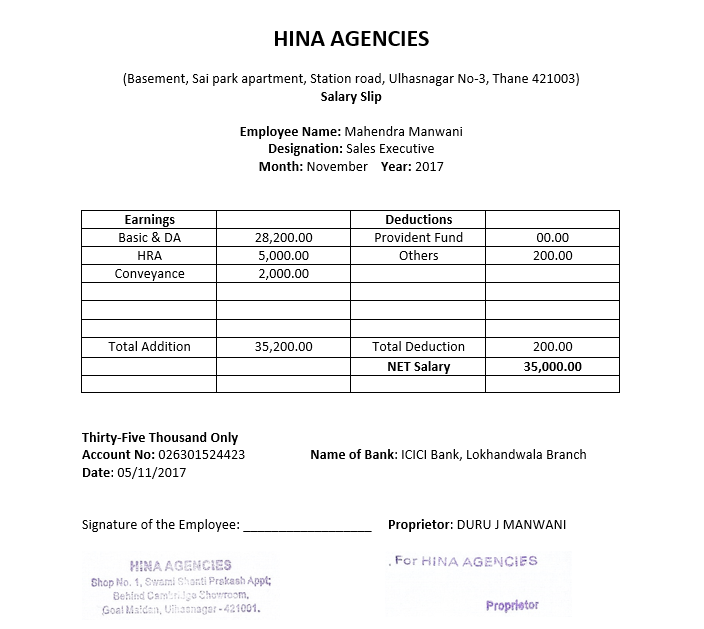 HINA AGENCIES
(Basement, Sai park apartment, Station road, Ulhasnagar No-3, Thane 421003)
Salary Slip
Employee Name: Mahendra Manwani
Designation: Sales Executive
Month: November Year: 2017
Earnings Deductions
Basic & DA 28,200.00 Provident Fund 00.00
HRA 5,000.00 Others 200.00
Conveyance 2,000.00
Total Addition 35,200.00 Total Deduction 200.00
NET Salary 35,000.00
Thirty-Five Thousand Only
Account No: 026301524423 Name of Bank: ICICI Bank, Lokhandwala Branch
Date: 05/11/2017
Signature of the Employee: ___________________ Proprietor: DURU J MANWANI
HINA AGENCIES
Shop No. 1, Swami Shanti Prakash Appt;
Behind Cambridge Showroom,
Goal Maidan, Ulhasnagar - 421001.
. For HINA AGENCIES
Proprietor